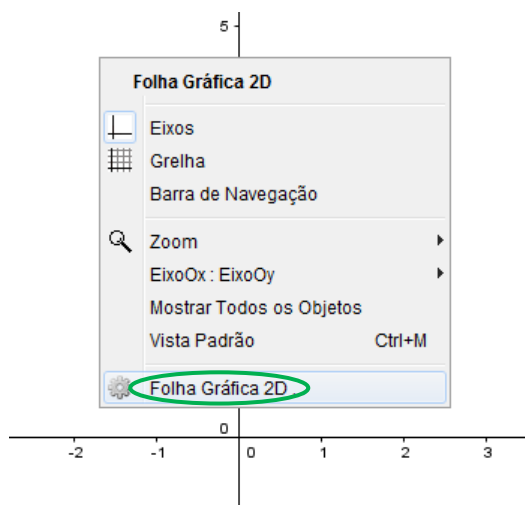 5
Folha Gráfica 2D
Eixos
Grelha
Barra de Navegação
Zoom
EixoOx : EixoOy
Mostrar Todos os Objetos
Vista Padrão Ctrl+M
Folha Gráfica 2D ..
0
-2 -1 0 1 2 3